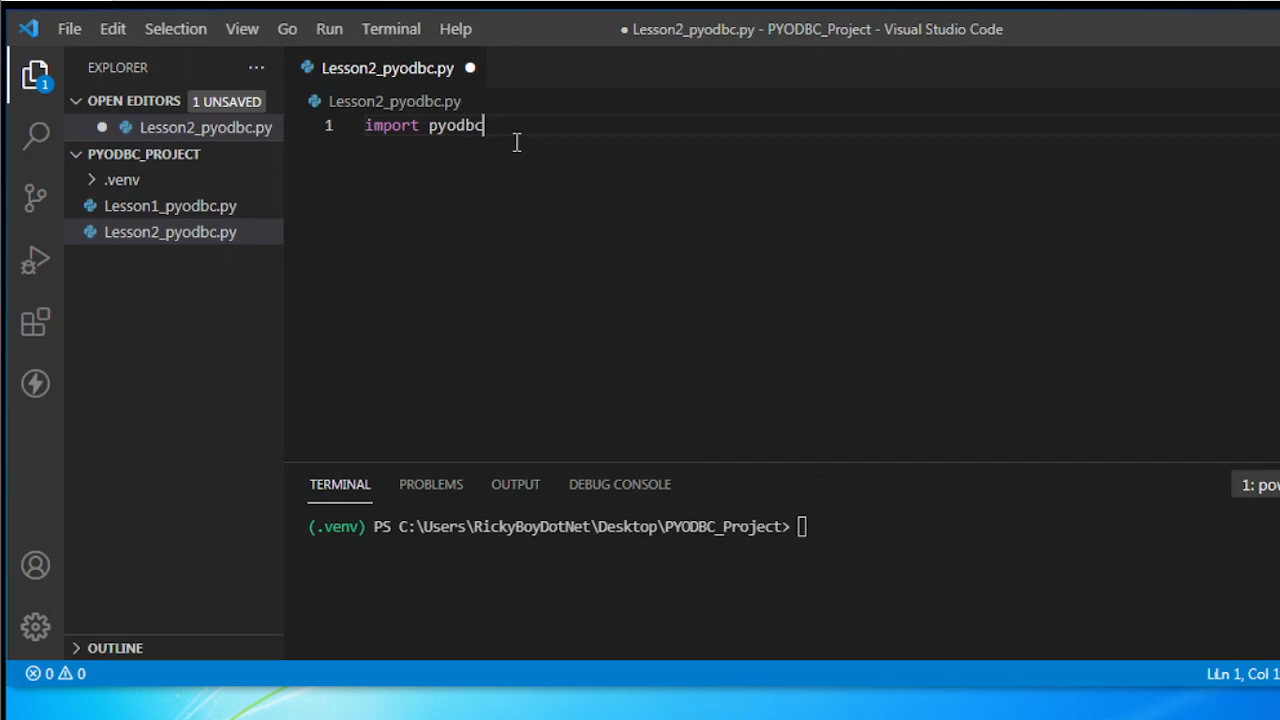 File Edit Selection View Go Run Terminal Help
● Lesson2_pyodbc.py - PYODBC_Project - Visual Studio Code
1
EXPLORER ···
OPEN EDITORS 1 UNSAVED
Lesson2_pyodbc.py
PYODBC_PROJECT
.venv
Lesson1_pyodbc.py
Lesson2_pyodbc.py
OUTLINE
Lesson2_pyodbc.py
Lesson2_pyodbc.py
1 import pyodbc
TERMINAL PROBLEMS OUTPUT DEBUG CONSOLE
(.venv) PS C:\Users\RickyBoyDotNet\Desktop\PYODBC_Project>
0 0
Ln 1, Col 1